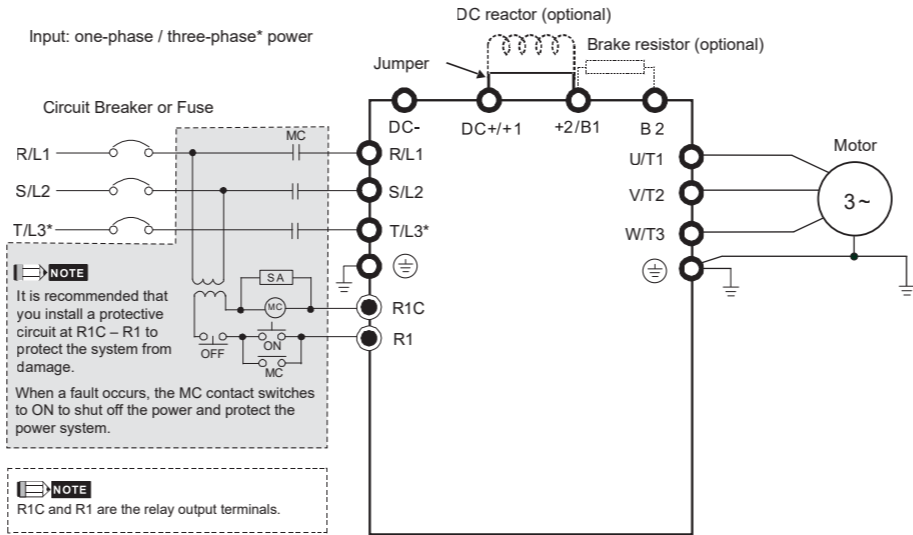 DC reactor (optional)
Input: one-phase / three-phase* power
Brake resistor (optional)
Jumper
Circuit Breaker or Fuse
DC-
DC+/+1
+2/B1
B 2
MC
R/L1
R/L1
U/T1
Motor
S/L2
S/L2
V/T2
3~
T/L3*
T/L3*
W/T3
NOTE
It is recommended that
you install a protective
circuit at R1C – R1 to
protect the system from
damage.
When a fault occurs, the MC contact switches
to ON to shut off the power and protect the
power system.
SA
MC
R1C
OFF
ON
R1
MC
NOTE
R1C and R1 are the relay output terminals.